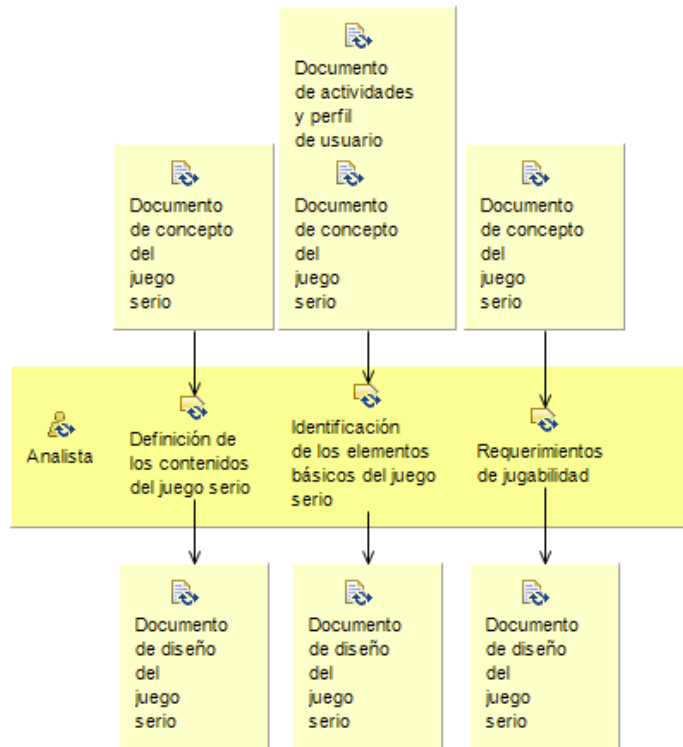 Documento
de actividades
y perfil
de usuario
Documento
de concepto
del
juego
serio
Documento
de concepto
del
juego
serio
Documento
de concepto
del
juego
serio
Analista
Definición de
los contenidos
del juego serio
Identificación
de los elementos
básicos del juego
serio
Requerimientos
de jugabilidad
Documento
de diseño
del
juego
serio
Documento
de diseño
del
juego
serio
Documento
de diseño
del
juego
serio